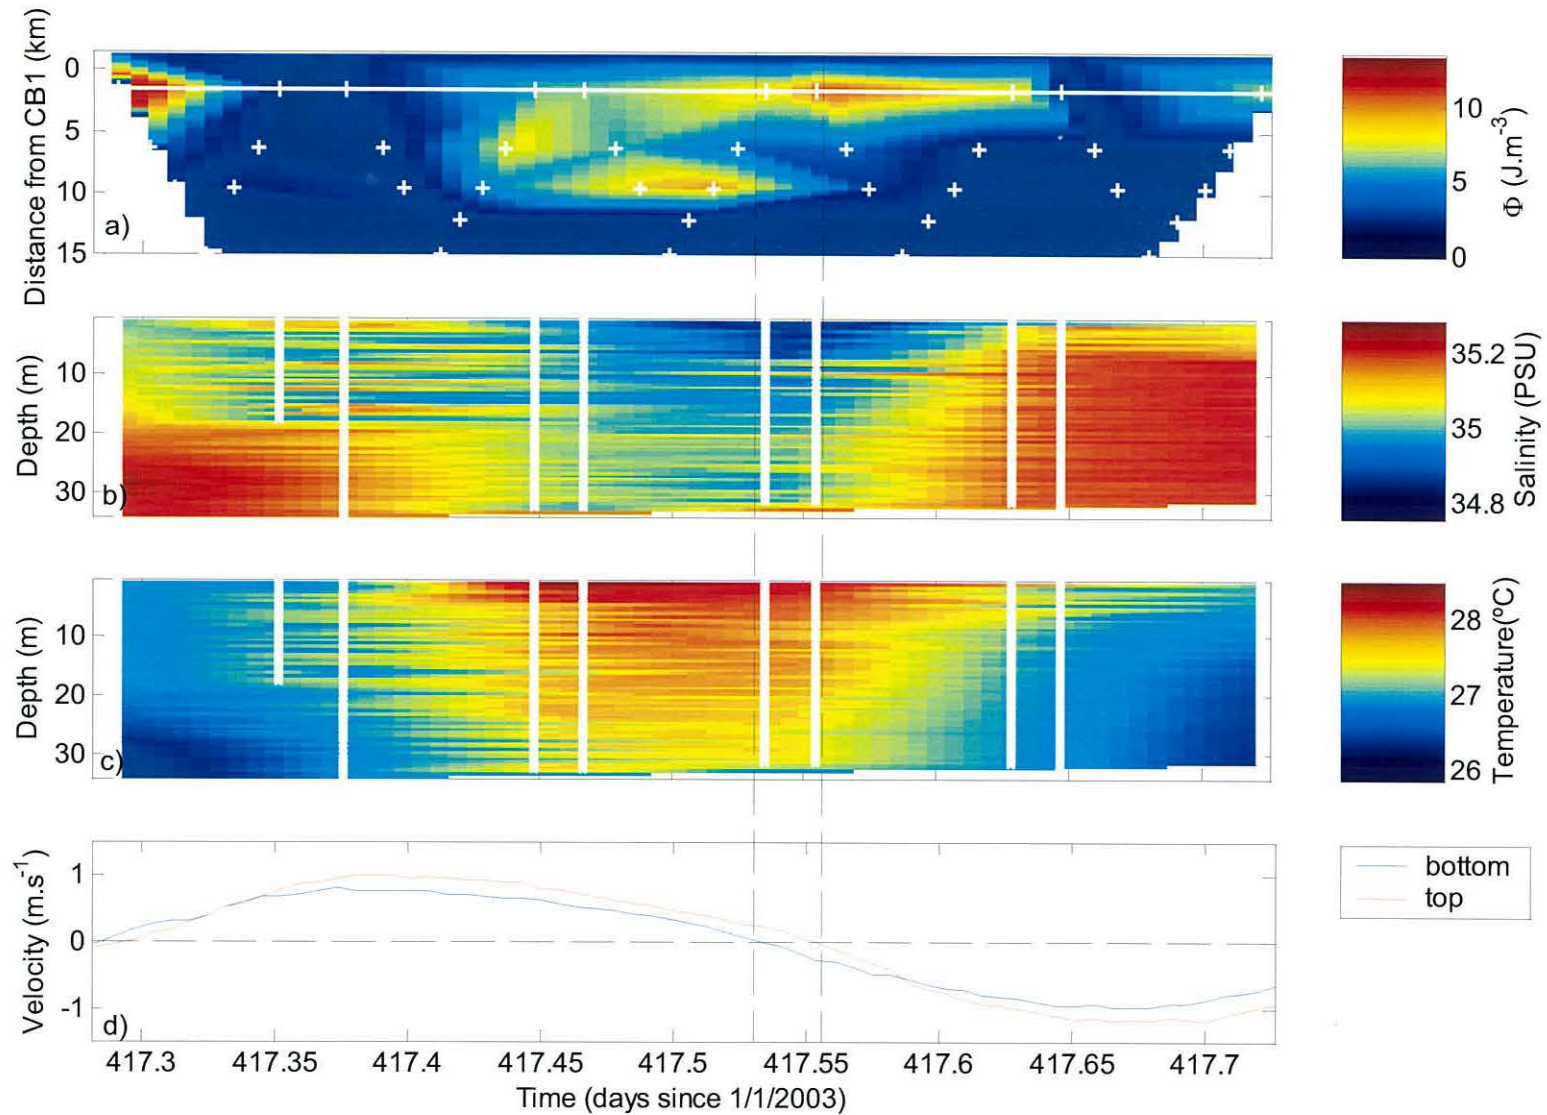 Distance from CB1 (km)
0
5
10
15
a)
10
5
0
Φ (J.m-3)
Depth (m)
10
20
30
b)
35.2
35
34.8
Salinity (PSU)
Depth (m)
10
20
30
c)
28
27
26
Temperature(ºC)
Velocity (m.s-1)
1
0
-1
d)
bottom
top
417.3 417.35 417.4 417.45 417.5 417.55 417.6 417.65 417.7
Time (days since 1/1/2003)